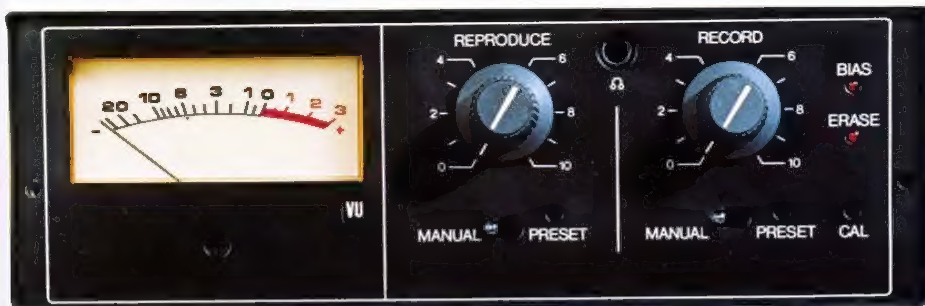 20 10 6 3 1 0 1 2 3
- +
VU
REPRODUCE
4 6
2 8
0 10
MANUAL PRESET
RECORD
4 6
2 8
0 10
MANUAL PRESET CAL
BIAS
ERASE